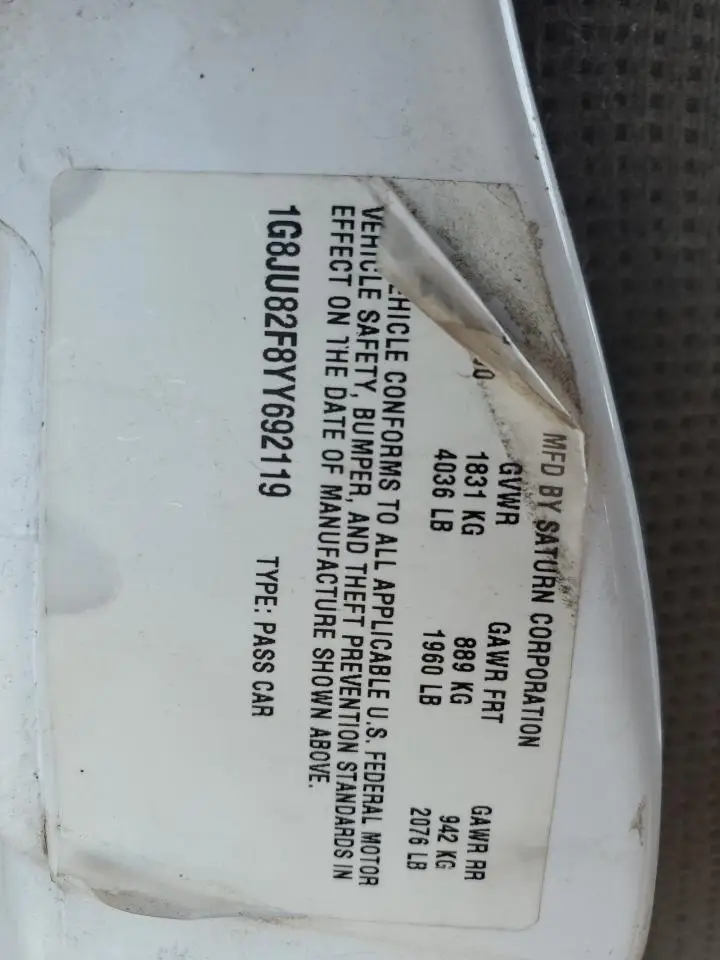 MFD BY SATURN CORPORATION
GVWR GAWR FRT GAWR RR
1831 KG 889 KG 942 KG
4036 LB 1960 LB 2076 LB
VEHICLE CONFORMS TO ALL APPLICABLE U.S. FEDERAL MOTOR
VEHICLE SAFETY, BUMPER, AND THEFT PREVENTION STANDARDS IN
EFFECT ON THE DATE OF MANUFACTURE SHOWN ABOVE.
1G8JU82F8YY692119 TYPE: PASS CAR